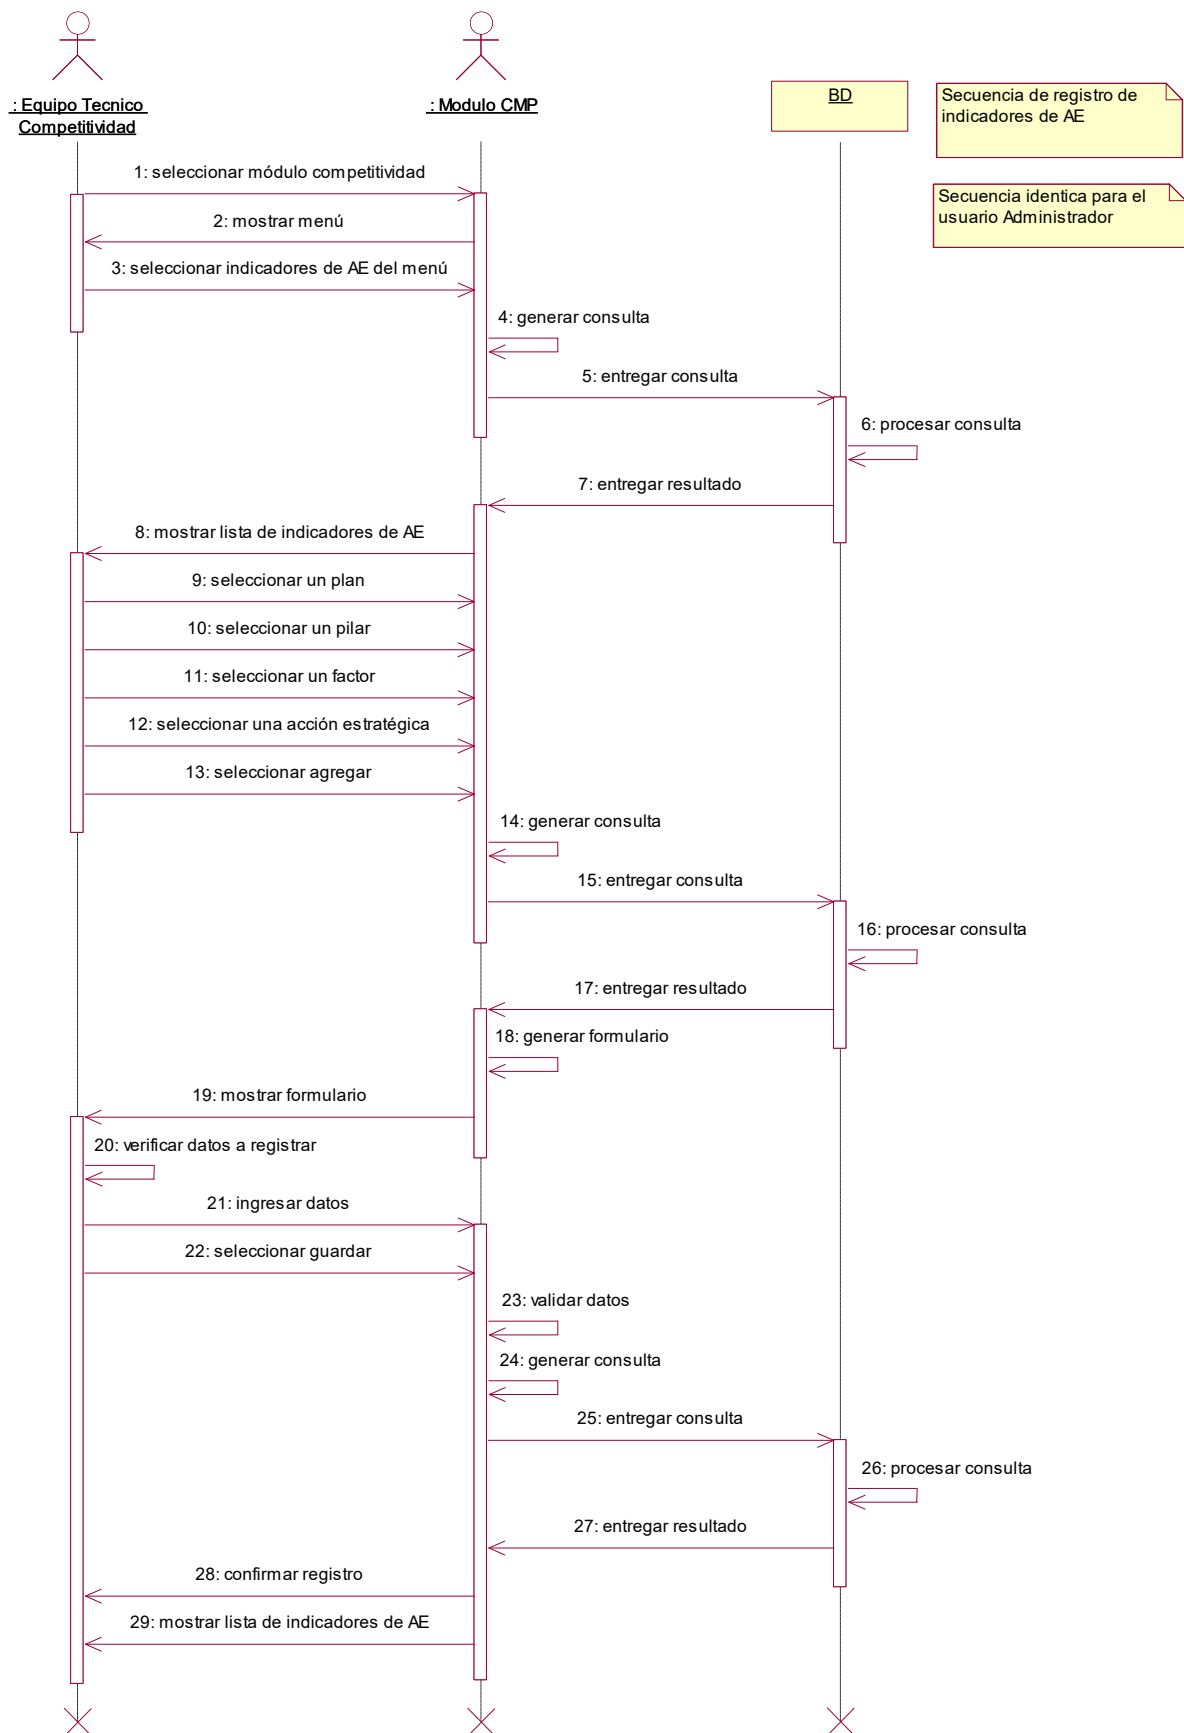 : Equipo Tecnico
Competitividad
: Modulo CMP
BD
Secuencia de registro de
indicadores de AE
Secuencia identica para el
usuario Administrador
1: seleccionar módulo competitividad
2: mostrar menú
3: seleccionar indicadores de AE del menú
4: generar consulta
5: entregar consulta
6: procesar consulta
7: entregar resultado
8: mostrar lista de indicadores de AE
9: seleccionar un plan
10: seleccionar un pilar
11: seleccionar un factor
12: seleccionar una acción estratégica
13: seleccionar agregar
14: generar consulta
15: entregar consulta
16: procesar consulta
17: entregar resultado
18: generar formulario
19: mostrar formulario
20: verificar datos a registrar
21: ingresar datos
22: seleccionar guardar
23: validar datos
24: generar consulta
25: entregar consulta
26: procesar consulta
27: entregar resultado
28: confirmar registro
29: mostrar lista de indicadores de AE